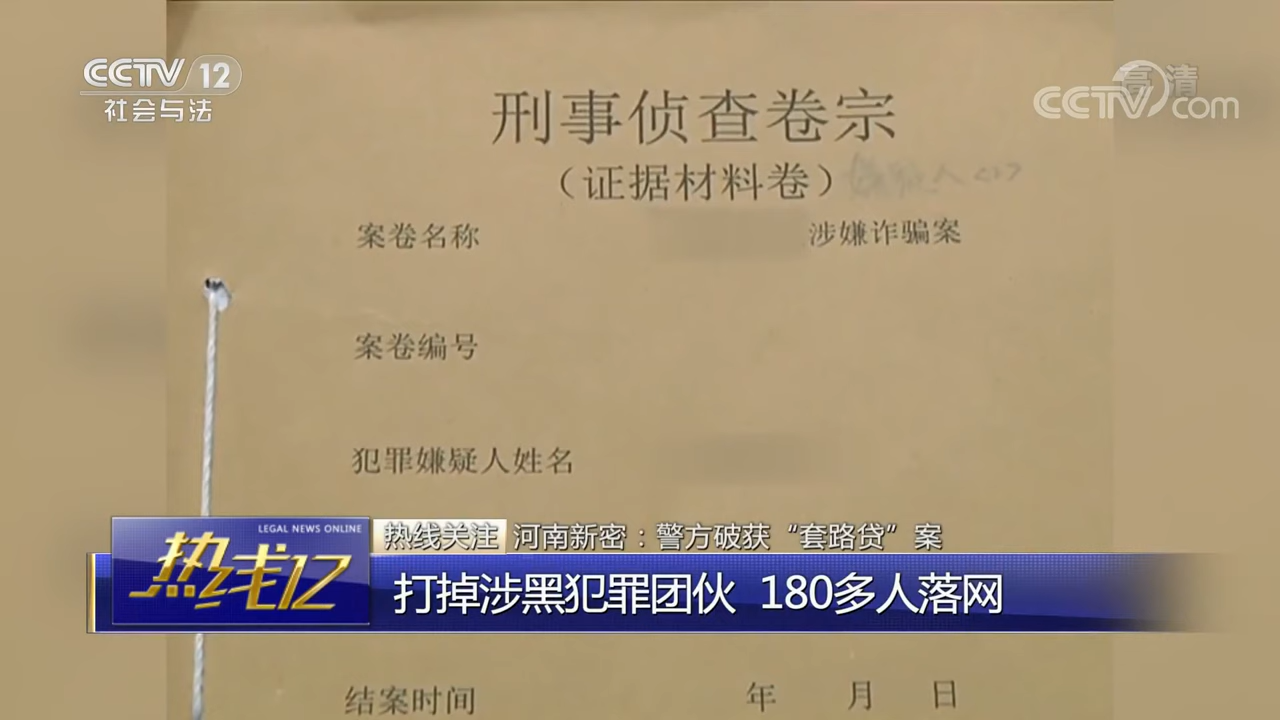 CCTV 12
社会与法
高清
CCTV.com
刑事侦查卷宗
（证据材料卷）
案卷名称 涉嫌诈骗案
案卷编号
犯罪嫌疑人姓名
LEGAL NEWS ONLINE
热线12
热线关注 河南新密：警方破获“套路贷”案
打掉涉黑犯罪团伙 180多人落网
结案时间 年 月 日